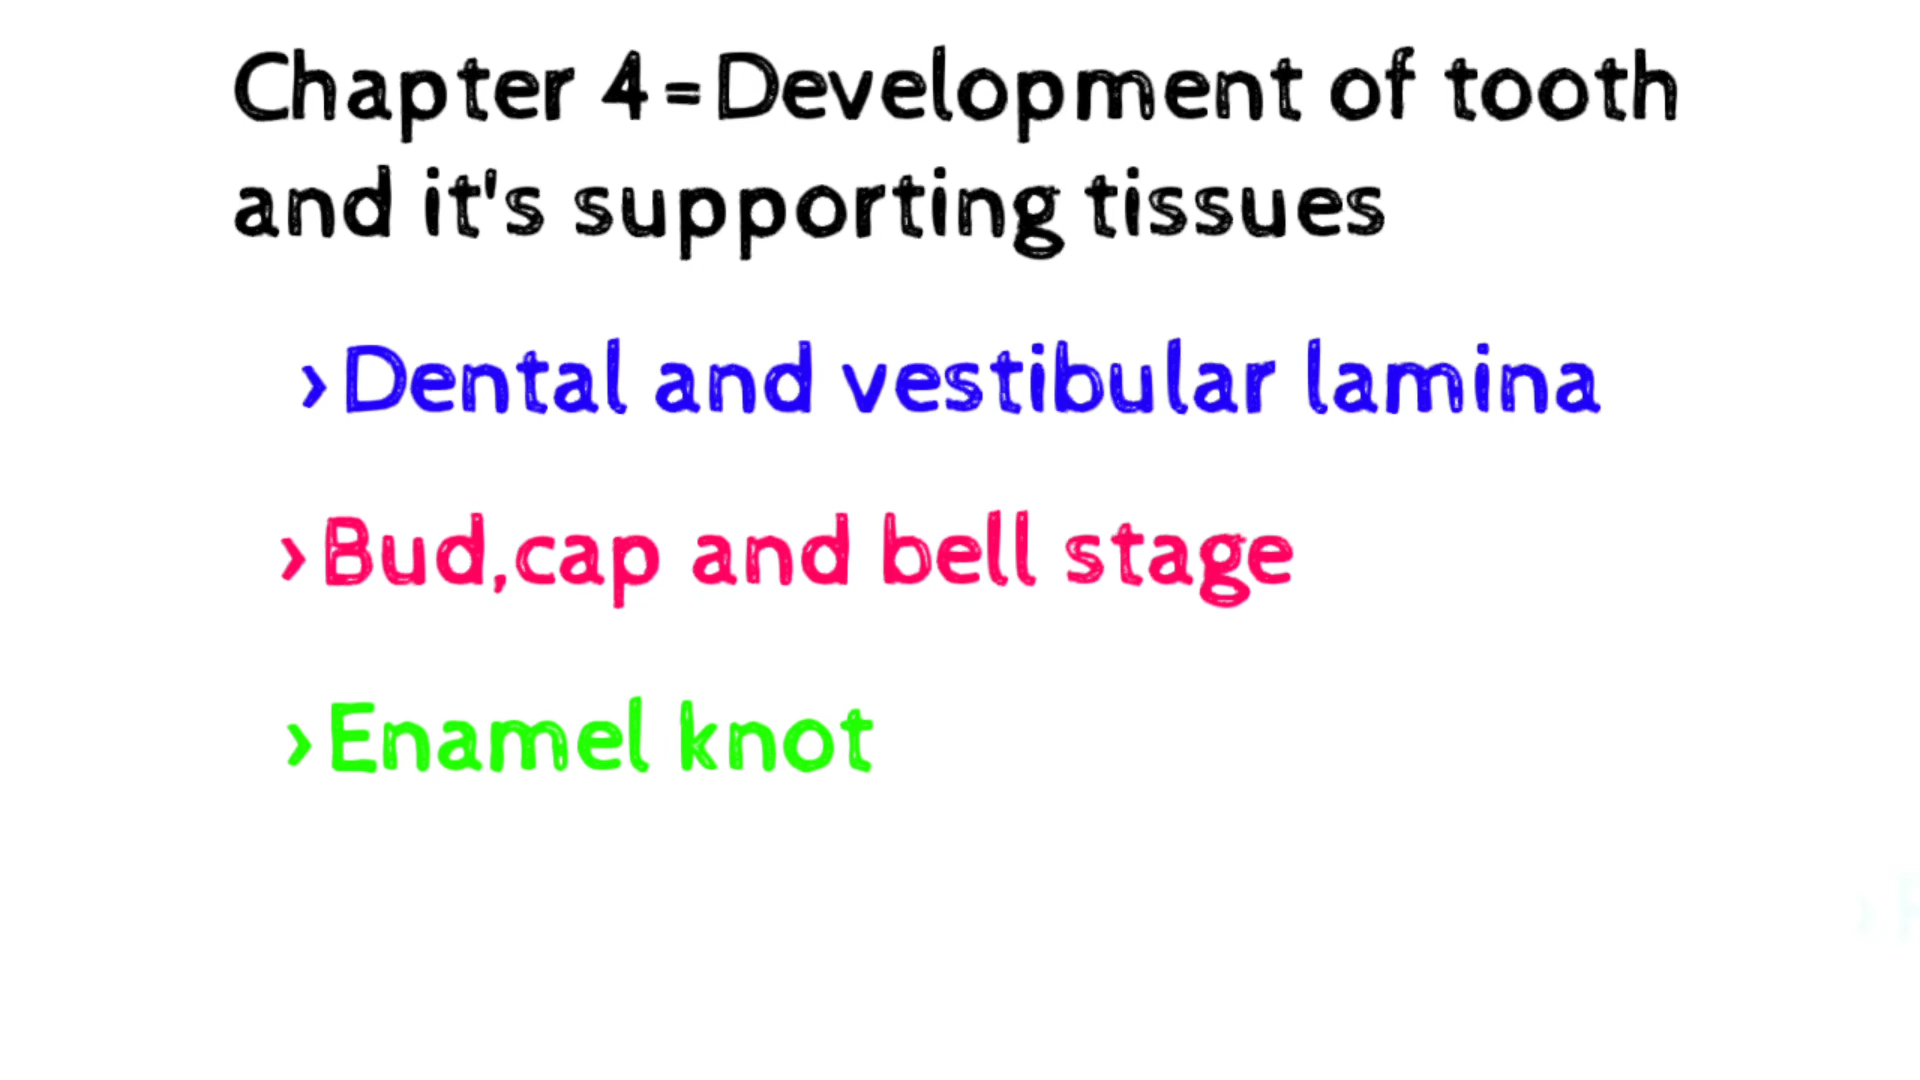 Chapter 4=Development of tooth
and it's supporting tissues
›Dental and vestibular lamina
›Bud,cap and bell stage
›Enamel knot